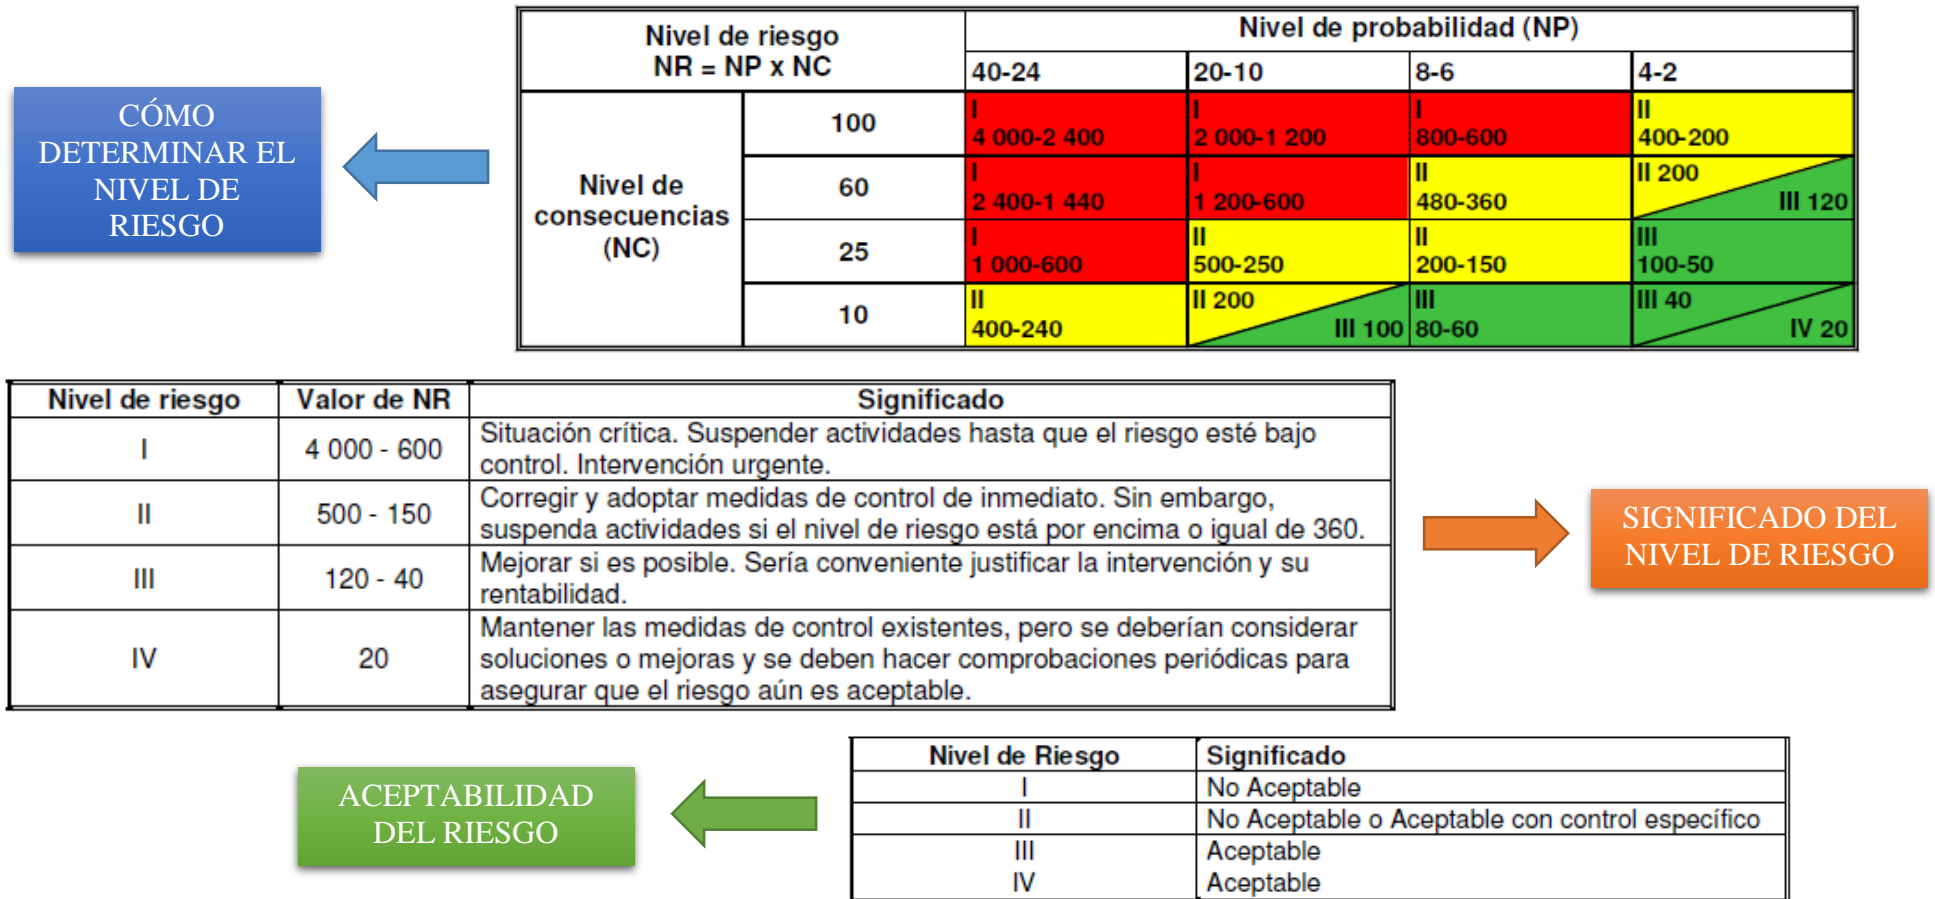 CÓMO
DETERMINAR EL
NIVEL DE
RIESGO
Nivel de riesgo
NR = NP x NC
Nivel de probabilidad (NP)
40-24 20-10 8-6 4-2
Nivel de
consecuencias
(NC)
100
I
4 000-2 400
I
2 000-1 200
I
800-600
II
400-200
60
I
2 400-1 440
I
1 200-600
II
480-360
II 200
III 120
25
I
1 000-600
II
500-250
II
200-150
III
100-50
10
II
400-240
II 200
III 100
III
80-60
III 40
IV 20
Nivel de riesgo Valor de NR Significado
I 4 000 - 600
Situación crítica. Suspender actividades hasta que el riesgo esté bajo
control. Intervención urgente.
II 500 - 150
Corregir y adoptar medidas de control de inmediato. Sin embargo,
suspenda actividades si el nivel de riesgo está por encima o igual de 360.
III 120 - 40
Mejorar si es posible. Sería conveniente justificar la intervención y su
rentabilidad.
IV 20
Mantener las medidas de control existentes, pero se deberían considerar
soluciones o mejoras y se deben hacer comprobaciones periódicas para
asegurar que el riesgo aún es aceptable.
SIGNIFICADO DEL
NIVEL DE RIESGO
ACEPTABILIDAD
DEL RIESGO
Nivel de Riesgo Significado
I No Aceptable
II No Aceptable o Aceptable con control específico
III Aceptable
IV Aceptable